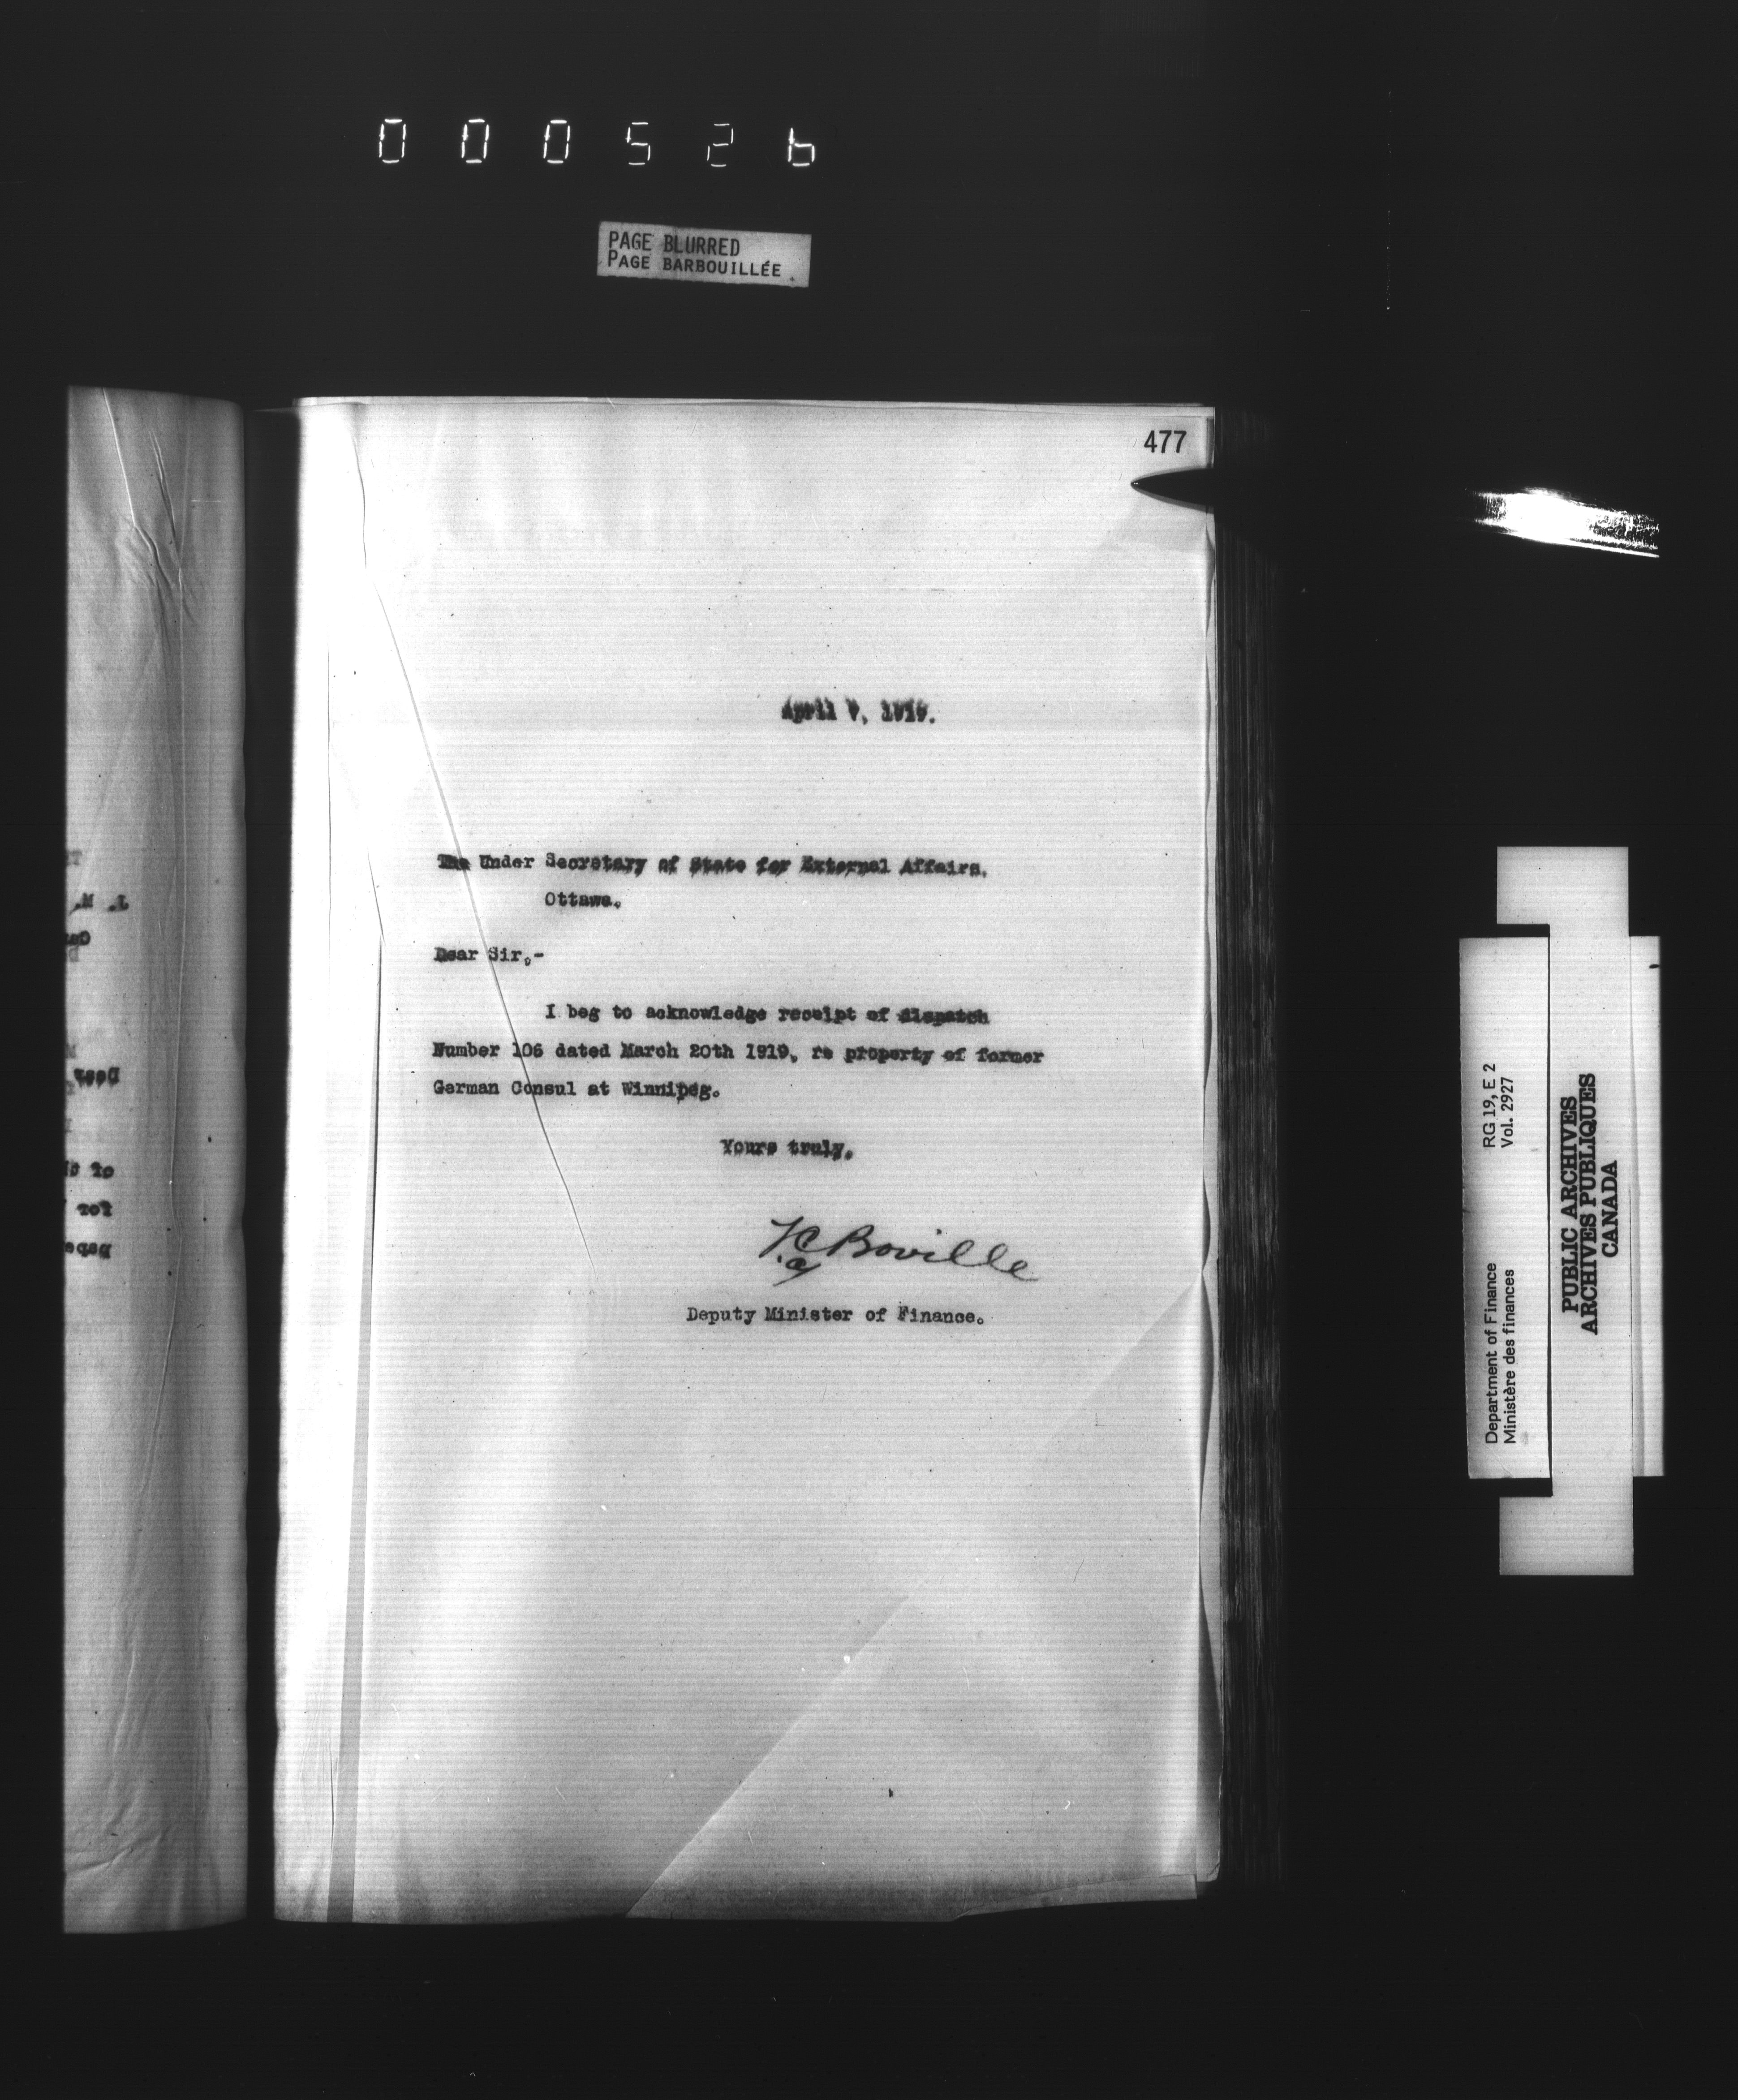 000526
PAGE BLURRED
PAGE BARBOUILLÉE
477
April 9, 1919.
The Under Secretary of State for External Affairs,
Ottawa.
Dear Sir,-
I beg to acknowledge receipt of dispatch
Number 106 dated March 20th 1919, re property of former
German Consul at Winnipeg.
Yours truly,
Boville
Deputy Minister of Finance.
RG 19, E 2
Vol. 2927
Department of Finance
Ministère des finances
PUBLIC ARCHIVES
ARCHIVES PUBLIQUES
CANADA